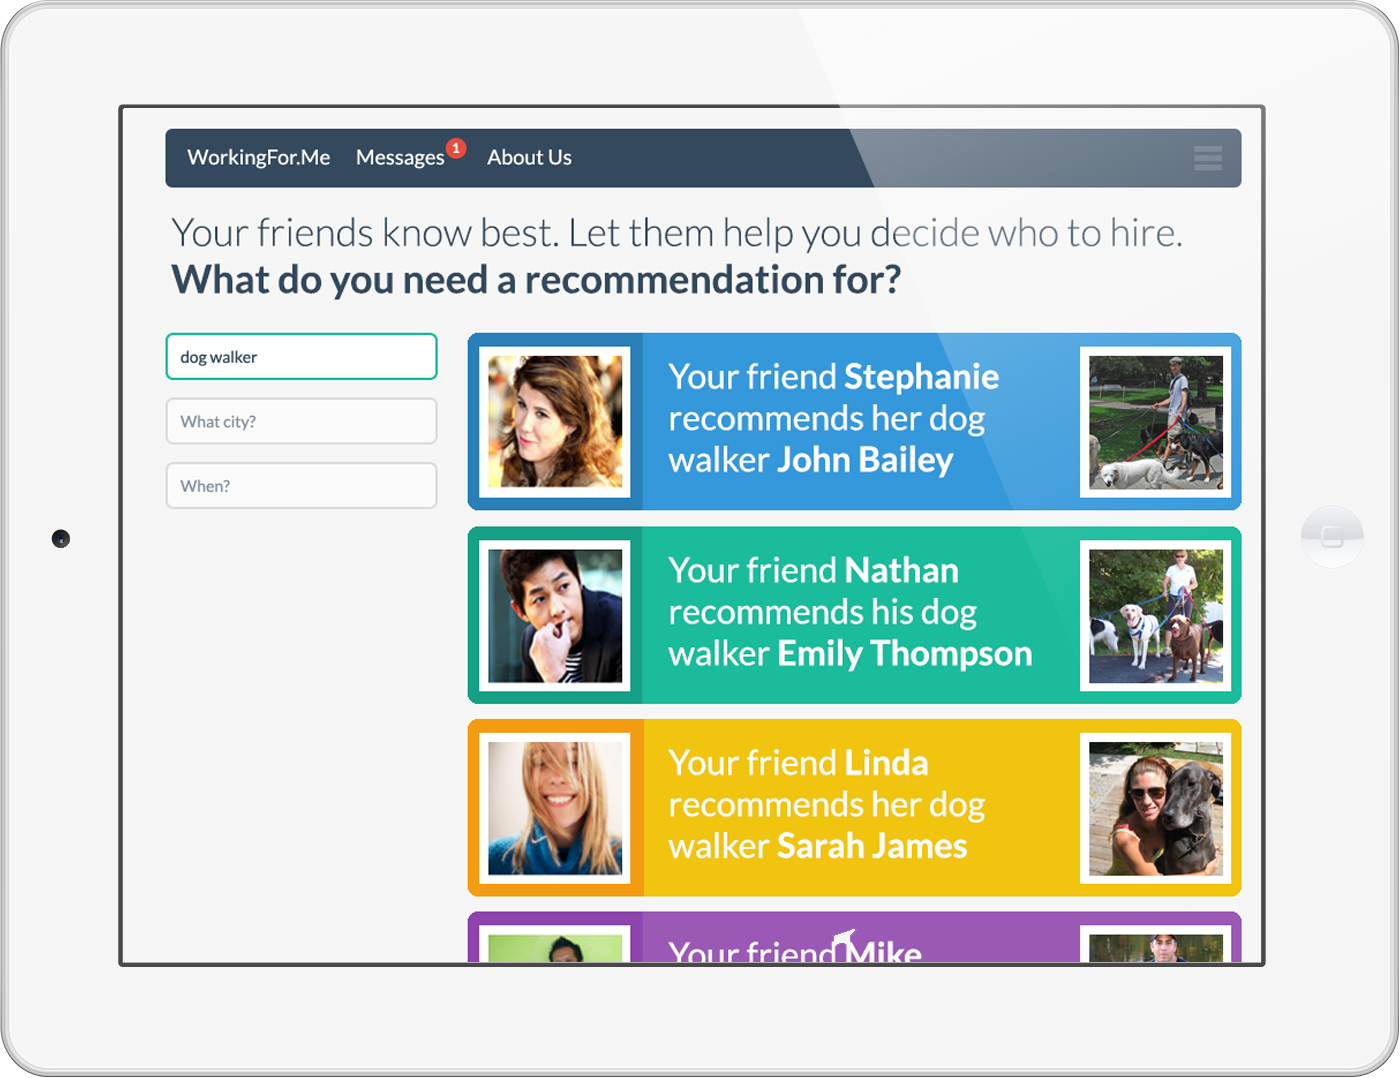 WorkingFor.Me Messages 1 About Us
Your friends know best. Let them help you decide who to hire.
What do you need a recommendation for?
dog walker
What city?
When?
Your friend Stephanie
recommends her dog
walker John Bailey
Your friend Nathan
recommends his dog
walker Emily Thompson
Your friend Linda
recommends her dog
walker Sarah James
Your friend Mike